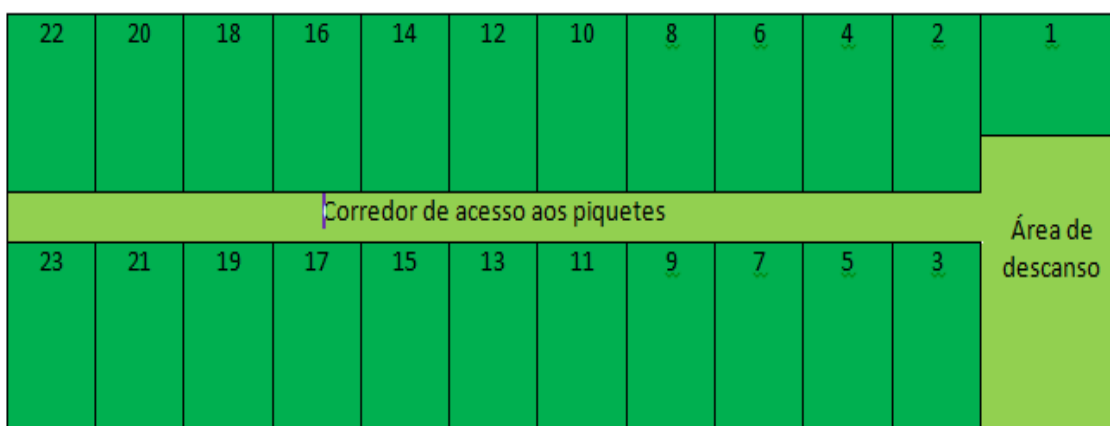 22 20 18 16 14 12 10 8 6 4 2 1
Corredor de acesso aos piquetes
Área de
descanso
23 21 19 17 15 13 11 9 7 5 3